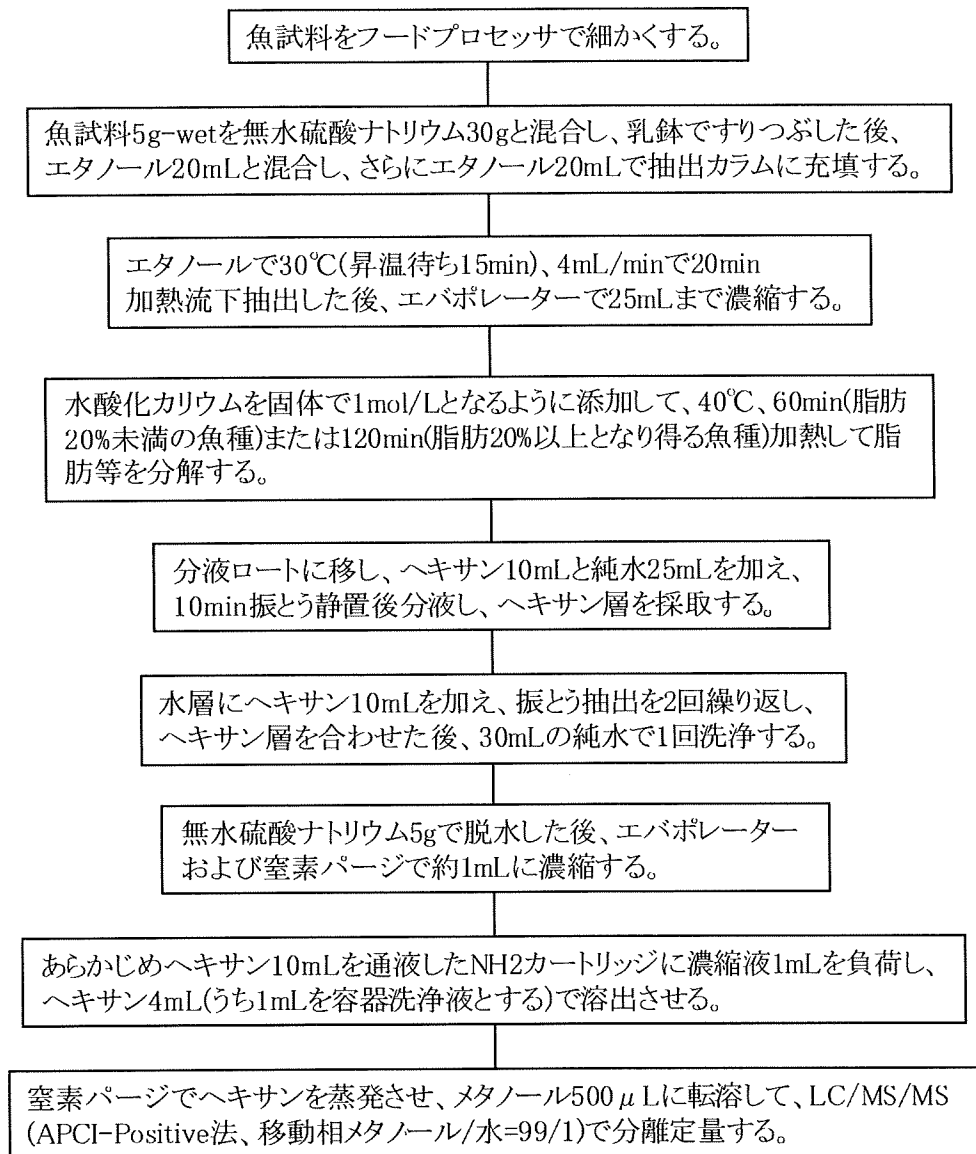 魚試料をフードプロセッサで細かくする。
魚試料5g-wetを無水硫酸ナトリウム30gと混合し、乳鉢ですりつぶした後、
エタノール20mLと混合し、さらにエタノール20mLで抽出カラムに充填する。
エタノールで30℃(昇温待ち15min)、4mL/minで20min
加熱流下抽出した後、エバポレーターで25mLまで濃縮する。
水酸化カリウムを固体で1mol/Lとなるように添加して、40℃、60min(脂肪
20%未満の魚種)または120min(脂肪20%以上となり得る魚種)加熱して脂
肪等を分解する。
分液ロートに移し、ヘキサン10mLと純水25mLを加え、
10min振とう静置後分液し、ヘキサン層を採取する。
水層にヘキサン10mLを加え、振とう抽出を2回繰り返し、
ヘキサン層を合わせた後、30mLの純水で1回洗浄する。
無水硫酸ナトリウム5gで脱水した後、エバポレーター
および窒素パージで約1mLに濃縮する。
あらかじめヘキサン10mLを通液したNH2カートリッジに濃縮液1mLを負荷し、
ヘキサン4mL(うち1mLを容器洗浄液とする)で溶出させる。
窒素パージでヘキサンを蒸発させ、メタノール500μLに転溶して、LC/MS/MS
(APCI-Positive法、移動相メタノール/水=99/1)で分離定量する。